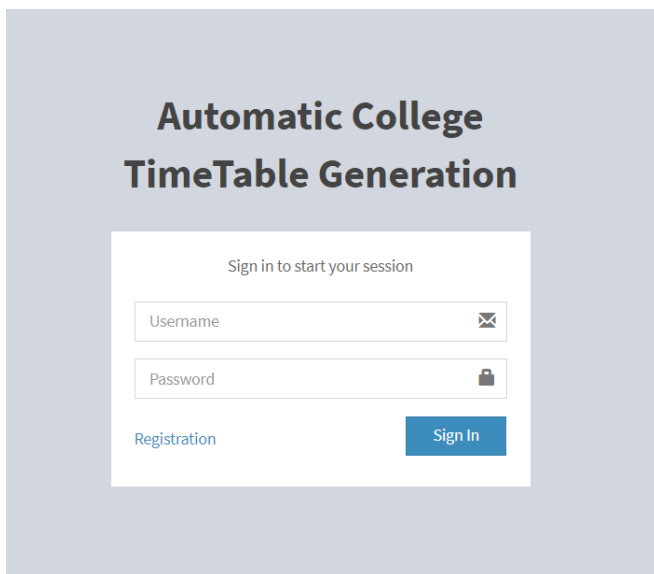 Automatic College
TimeTable Generation
Sign in to start your session
Username
Password
Registration
Sign In